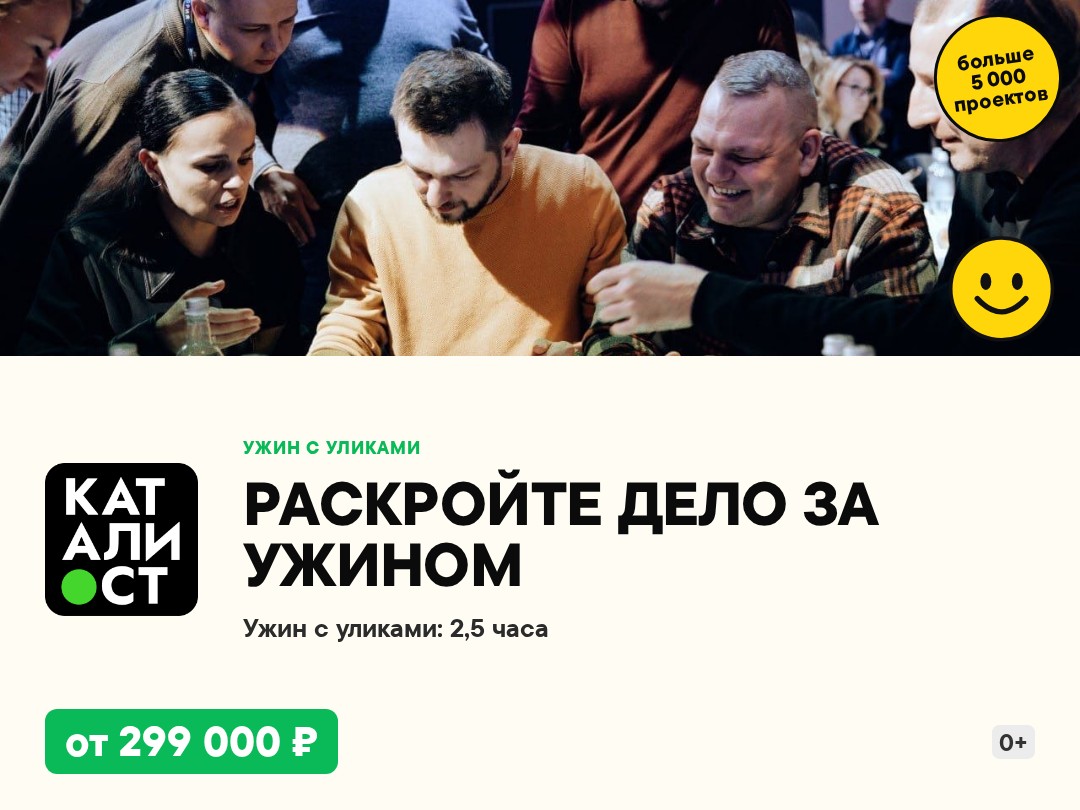 больше
5 000
проектов
УЖИН С УЛИКАМИ
КАТ
АЛИ
СТ
РАСКРОЙТЕ ДЕЛО ЗА
УЖИНОМ
Ужин с уликами: 2,5 часа
от 299 000 ₽
0+